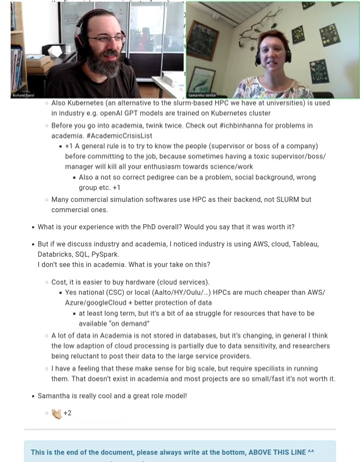 Also Kubernetes (an alternative to the slurm-based HPC we have at universities) is used
in industry e.g. openAI GPT models are trained on Kubernetes cluster
Before you go into academia, think twice. Check out #ichbinhanna for problems in
academia. #AcademicCrisisList
+1 A general rule is to try to know the people (supervisor or boss of a company)
before committing to the job, because sometimes having a toxic supervisor/boss/
manager will kill all your enthusiasm towards science/work
Also a not so correct pedigree can be a problem, social background, wrong
group etc. +1
Many commercial simulation softwares use HPC as their backend, not SLURM but
commercial ones.
What is your experience with the PhD overall? Would you say that it was worth it?
But if we discuss industry and academia, I noticed industry is using AWS, cloud, Tableau,
Databricks, SQL, PySpark.
I don't see this in academia. What is your take on this?
Cost, it is easier to buy hardware (cloud services).
Yes national (CSC) or local (Aalto/HY/Oulu/..) HPCs are much cheaper than AWS/
Azure/googleCloud + better protection of data
at least long term, but it's a bit of aa struggle for resources that have to be
available "on demand"
A lot of data in Academia is not stored in databases, but it's changing, in general I think
the low adaption of cloud processing is partially due to data sensitivity, and researchers
being reluctant to post their data to the large service providers.
I have a feeling that these make sense for big scale, but require specialists in running
them. That doesn't exist in academia and most projects are so small/fast it's not worth it.
Samantha is really cool and a great role model!
👏 +2
This is the end of the document, please always write at the bottom, ABOVE THIS LINE ^^